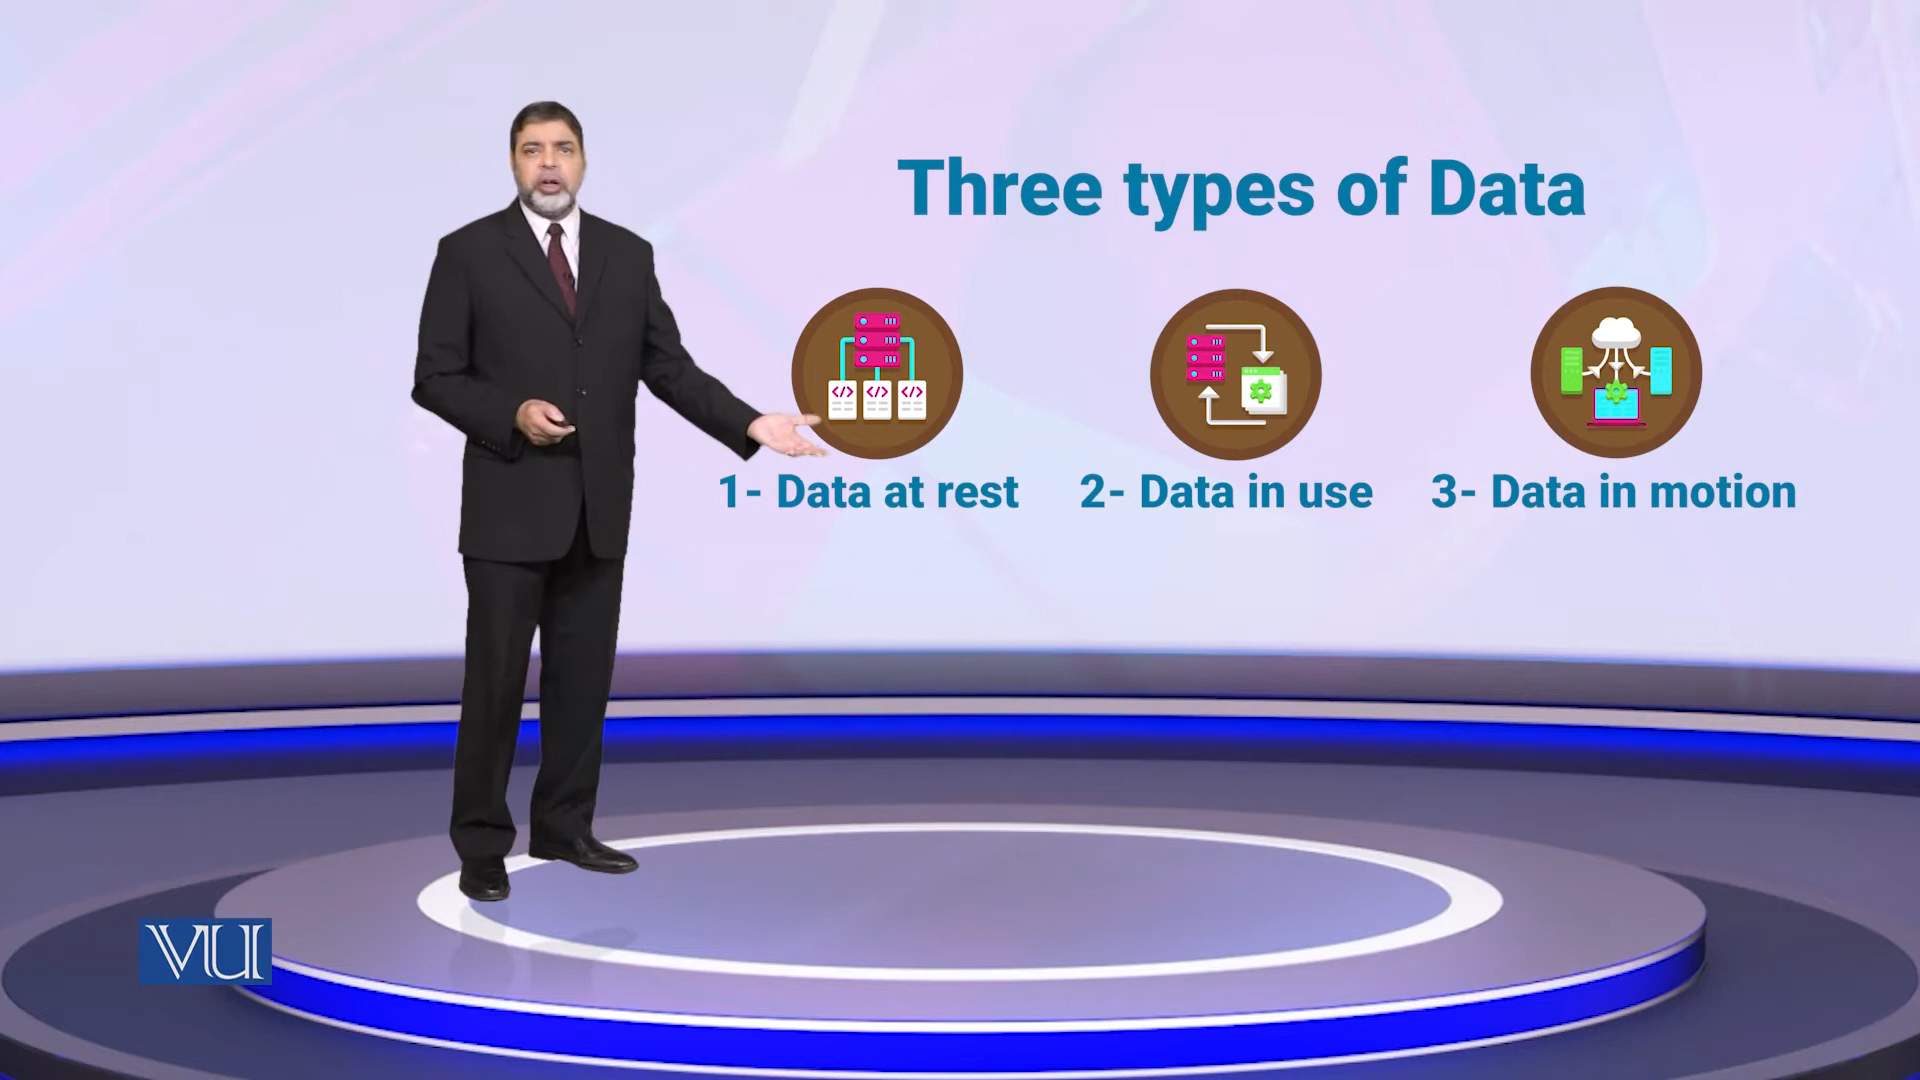 Three types of Data
1- Data at rest
2- Data in use
3- Data in motion
VU